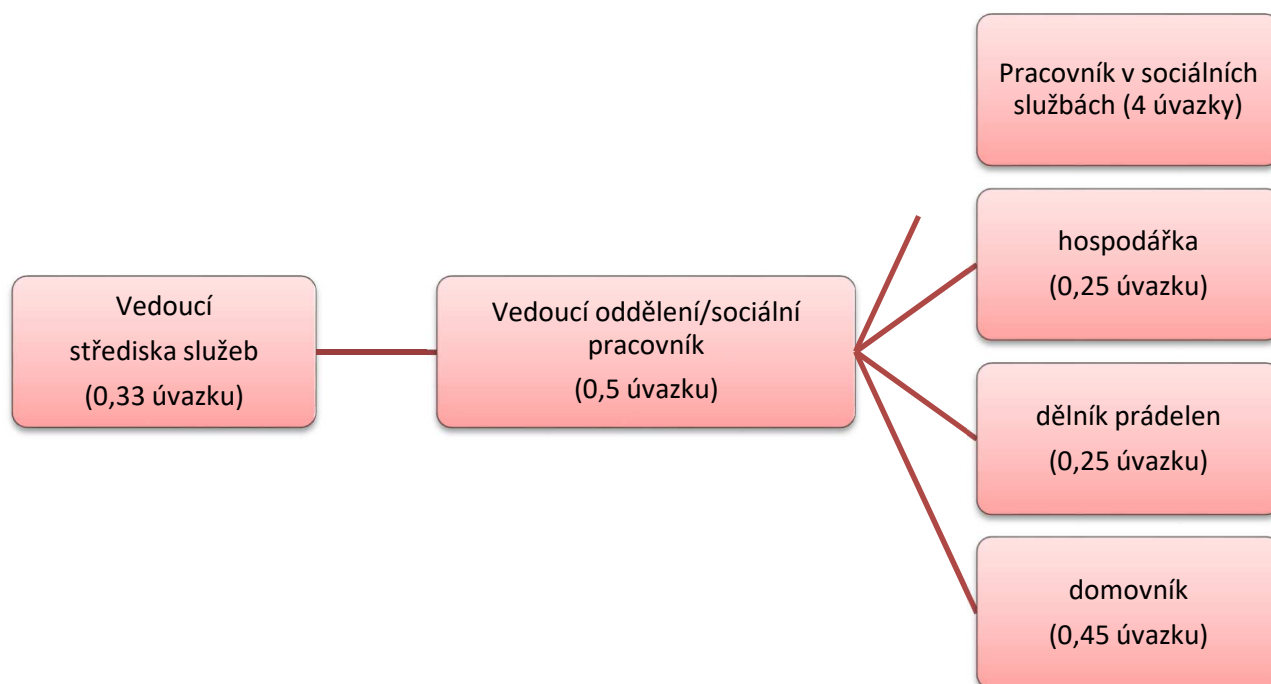 Vedoucí
střediska služeb
(0,33 úvazku)
Vedoucí oddělení/sociální
pracovník
(0,5 úvazku)
Pracovník v sociálních
službách (4 úvazky)
hospodářka
(0,25 úvazku)
dělník prádelen
(0,25 úvazku)
domovník
(0,45 úvazku)